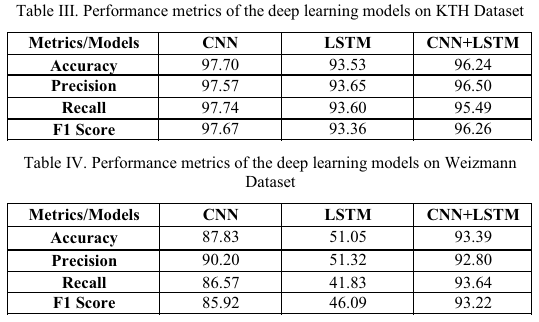 Table III. Performance metrics of the deep learning models on KTH Dataset
Metrics/Models CNN LSTM CNN+LSTM
Accuracy 97.70 93.53 96.24
Precision 97.57 93.65 96.50
Recall 97.74 93.60 95.49
F1 Score 97.67 93.36 96.26
Table IV. Performance metrics of the deep learning models on Weizmann
Dataset
Metrics/Models CNN LSTM CNN+LSTM
Accuracy 87.83 51.05 93.39
Precision 90.20 51.32 92.80
Recall 86.57 41.83 93.64
F1 Score 85.92 46.09 93.22